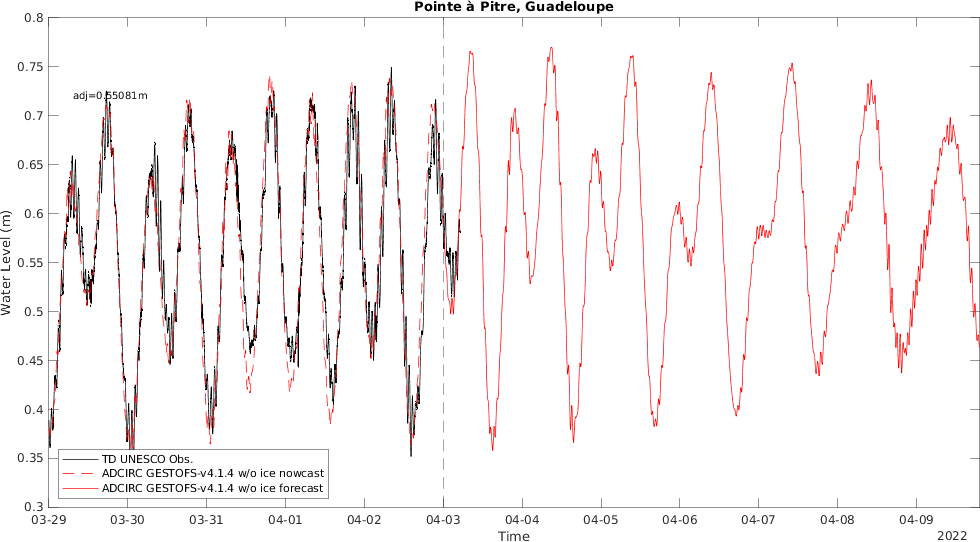 Pointe à Pitre, Guadeloupe
0.8
0.75
0.7
0.65
0.6
0.55
0.5
0.45
0.4
0.35
0.3
Water Level (m)
adj=0.55081m
TD UNESCO Obs.
ADCIRC GESTOFS-v4.1.4 w/o ice nowcast
ADCIRC GESTOFS-v4.1.4 w/o ice forecast
03-29 03-30 03-31 04-01 04-02 04-03 04-04 04-05 04-06 04-07 04-08 04-09
Time
2022